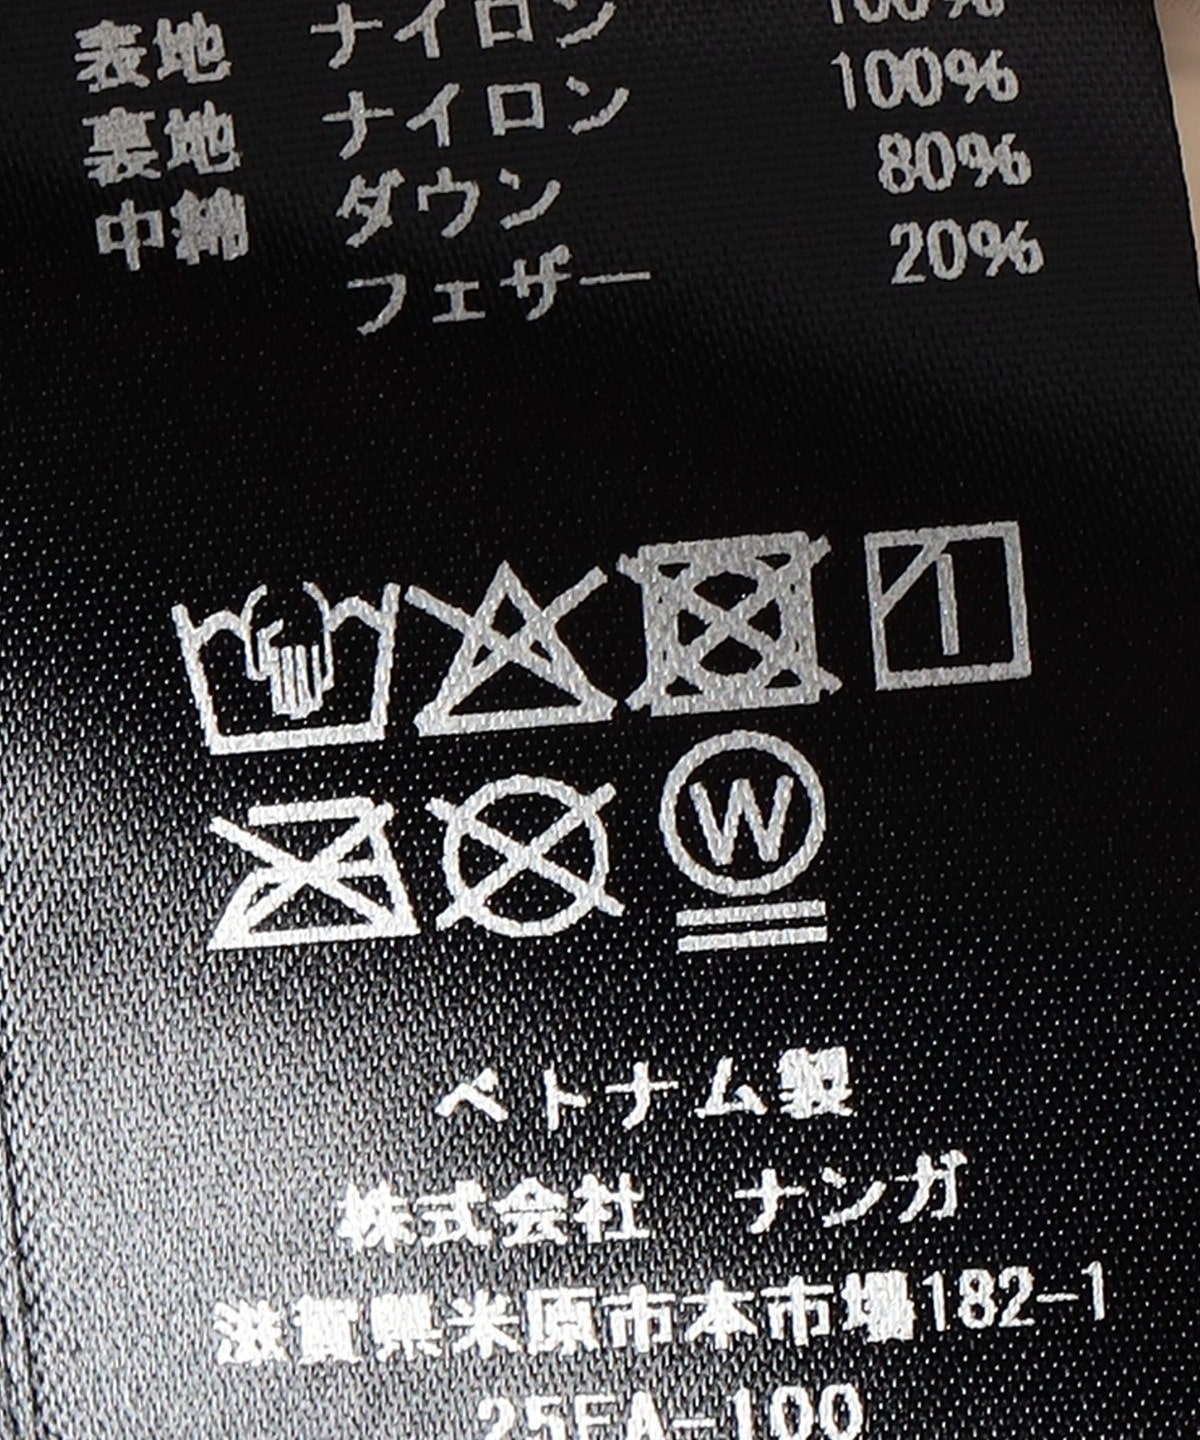 表地 ナイロン 100%
裏地 ナイロン 100%
中綿 ダウン 80%
フェザー 20%
W
ベトナム製
株式会社 ナンガ
滋賀県米原市本市場182-1
25FA-100